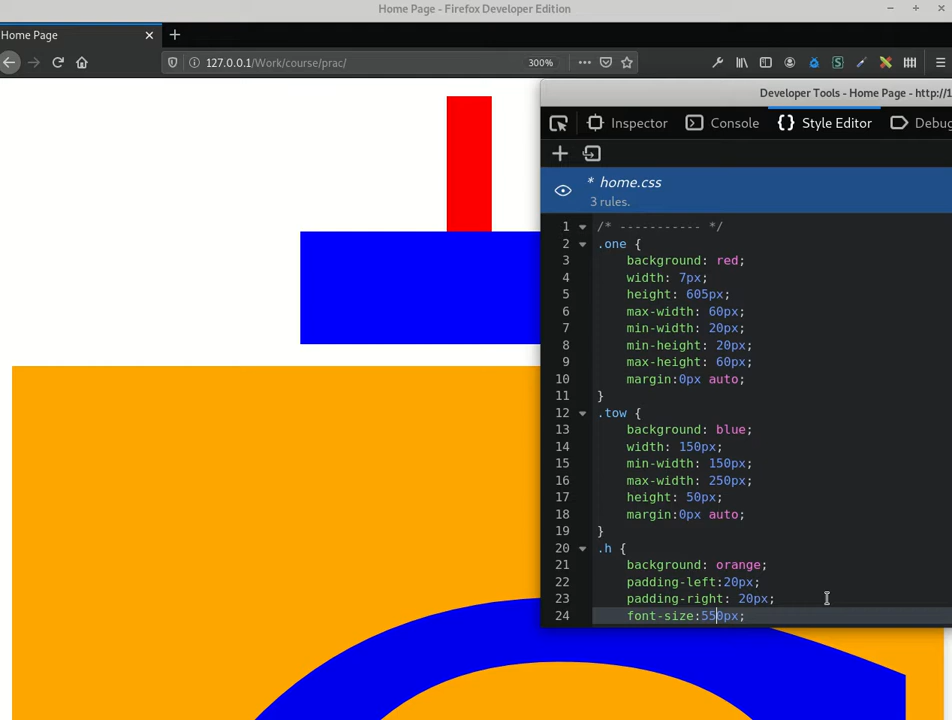 Home Page - Firefox Developer Edition
Home Page
127.0.0.1/Work/course/prac/ 300%
Developer Tools - Home Page - http://1
Inspector Console {} Style Editor Debug
* home.css
3 rules.
1 /* ----------- */
2 .one {
3 background: red;
4 width: 7px;
5 height: 605px;
6 max-width: 60px;
7 min-width: 20px;
8 min-height: 20px;
9 max-height: 60px;
10 margin:0px auto;
11 }
12 .tow {
13 background: blue;
14 width: 150px;
15 min-width: 150px;
16 max-width: 250px;
17 height: 50px;
18 margin:0px auto;
19 }
20 .h {
21 background: orange;
22 padding-left:20px;
23 padding-right: 20px;
24 font-size:550px;